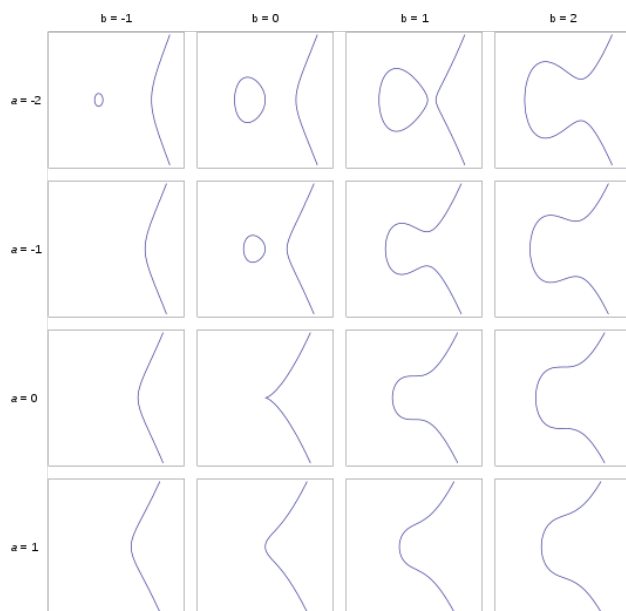 b = -1 b = 0 b = 1 b = 2
a = -2
a = -1
a = 0
a = 1